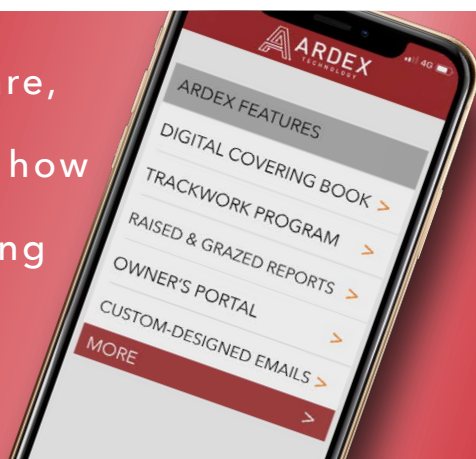 re,
how
ng
ARDEX
TECHNOLOGY
4G
ARDEX FEATURES
DIGITAL COVERING BOOK >
TRACKWORK PROGRAM >
RAISED & GRAZED REPORTS >
OWNER'S PORTAL >
CUSTOM-DESIGNED EMAILS >
MORE >